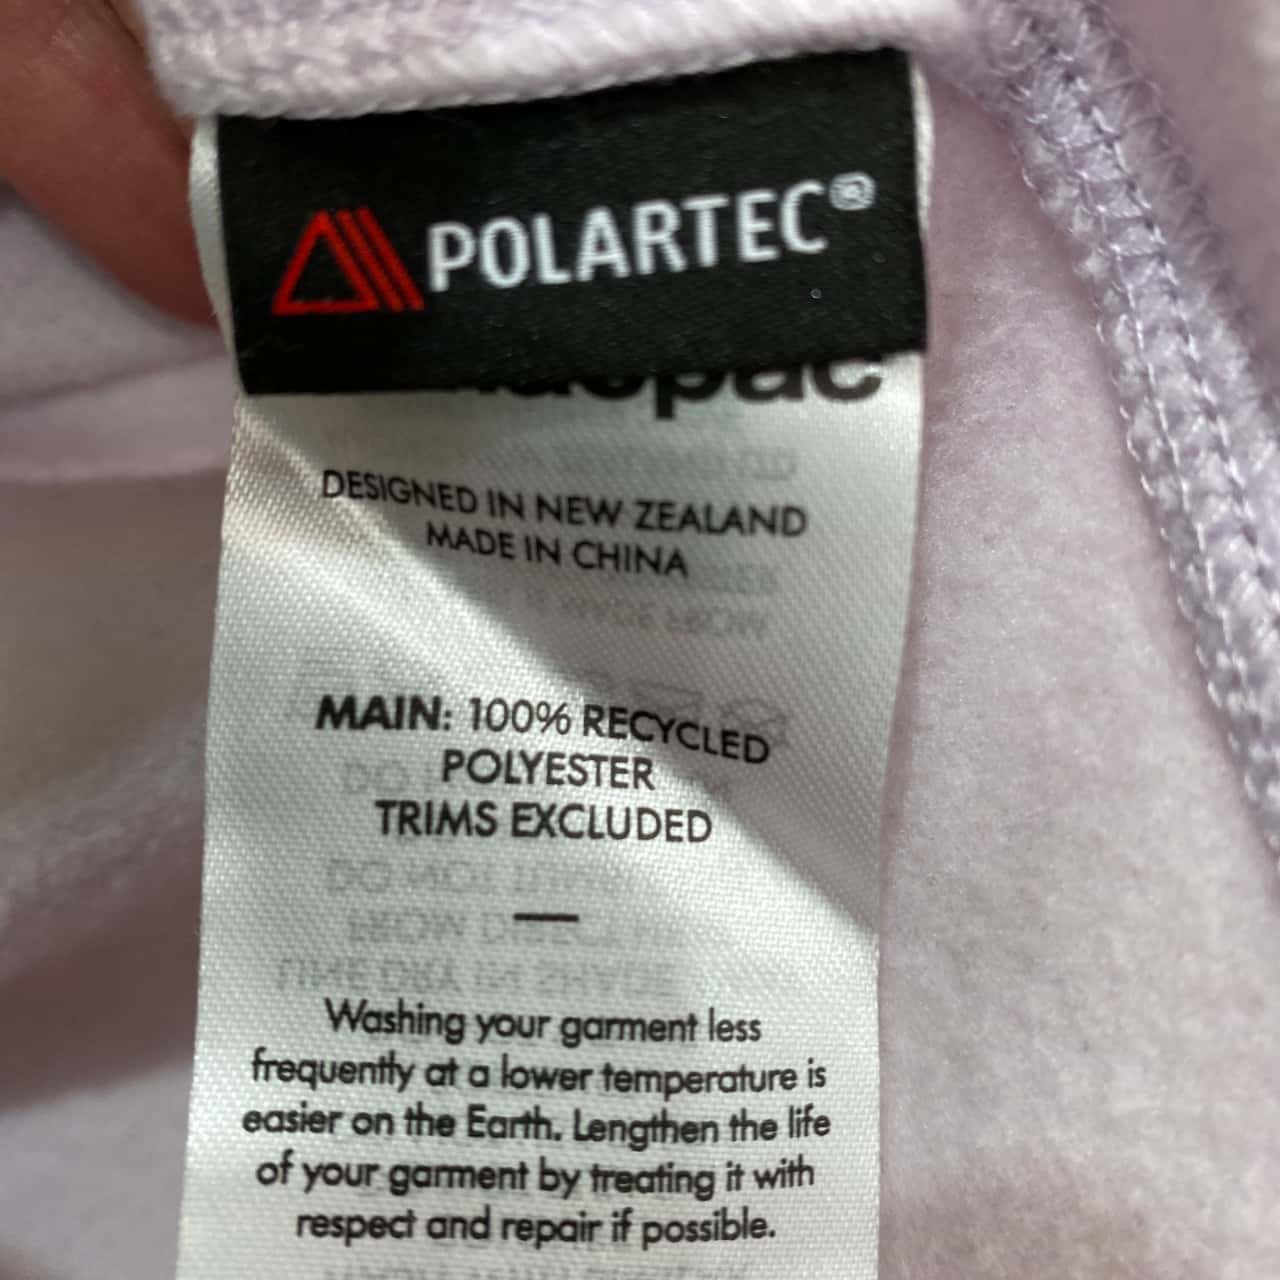 POLARTEC®
DESIGNED IN NEW ZEALAND
MADE IN CHINA
MAIN: 100% RECYCLED
POLYESTER
TRIMS EXCLUDED
Washing your garment less
frequently at a lower temperature is
easier on the Earth. Lengthen the life
of your garment by treating it with
respect and repair if possible.